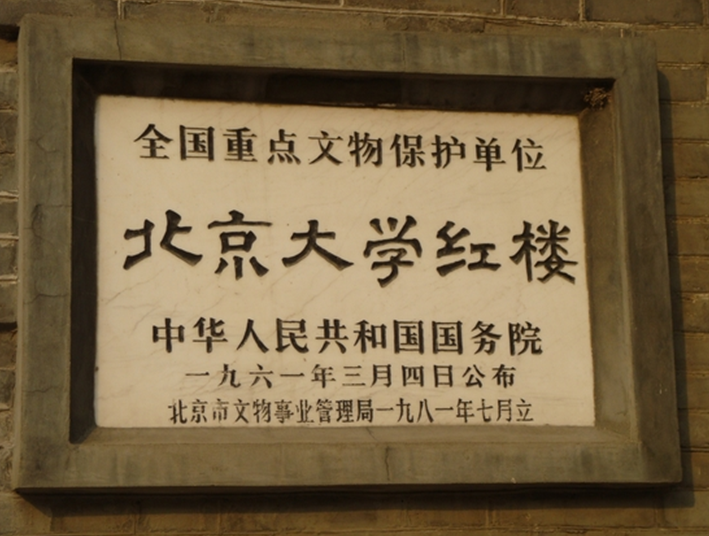 全国重点文物保护单位
北京大学红楼
中华人民共和国国务院
一九六一年三月四日公布
北京市文物事业管理局一九八一年七月立